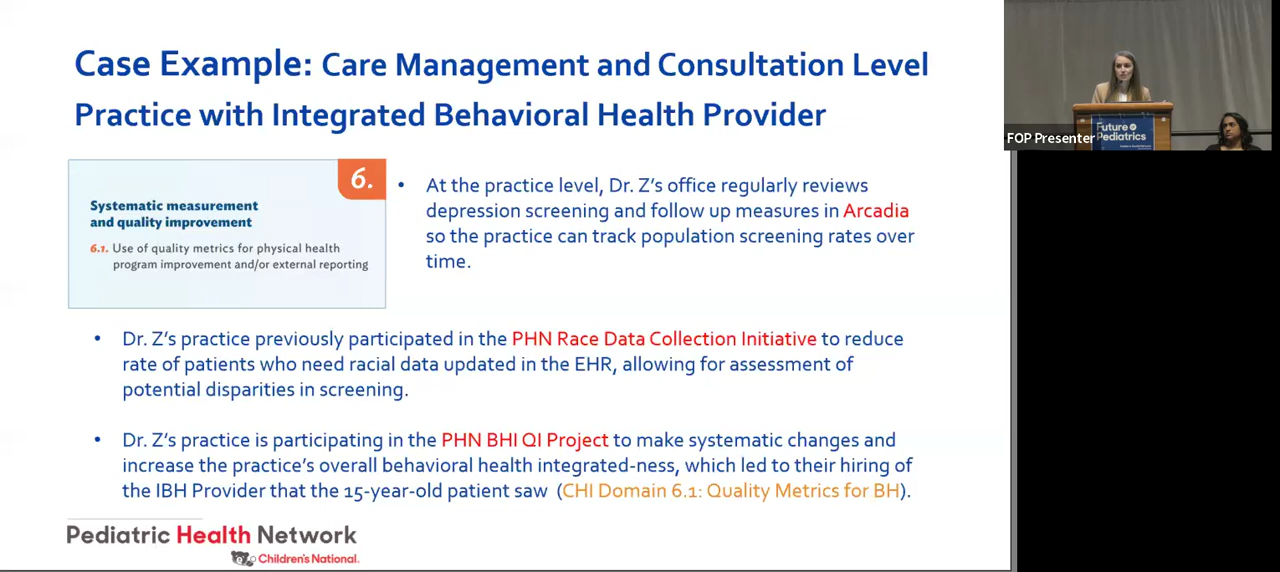 Case Example: Care Management and Consultation Level
Practice with Integrated Behavioral Health Provider
6.
Systematic measurement
and quality improvement
6.1. Use of quality metrics for physical health
program improvement and/or external reporting
• At the practice level, Dr. Z's office regularly reviews
depression screening and follow up measures in Arcadia
so the practice can track population screening rates over
time.
• Dr. Z's practice previously participated in the PHN Race Data Collection Initiative to reduce
rate of patients who need racial data updated in the EHR, allowing for assessment of
potential disparities in screening.
• Dr. Z's practice is participating in the PHN BHI QI Project to make systematic changes and
increase the practice's overall behavioral health integrated-ness, which led to their hiring of
the IBH Provider that the 15-year-old patient saw (CHI Domain 6.1: Quality Metrics for BH).
Pediatric Health Network
Children's National.
FOP Presenter
Future
Pediatrics